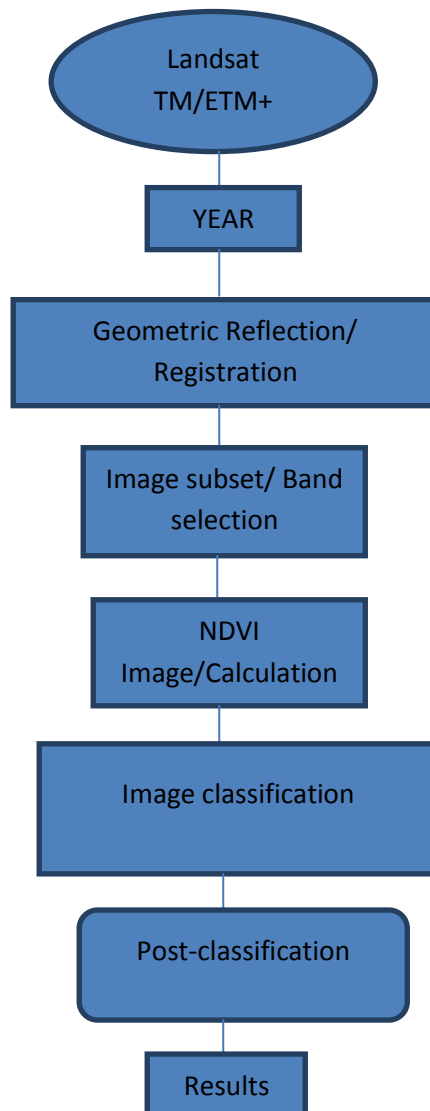 Landsat
TM/ETM+
YEAR
Geometric Reflection/
Registration
Image subset/ Band
selection
NDVI
Image/Calculation
Image classification
Post-classification
Results